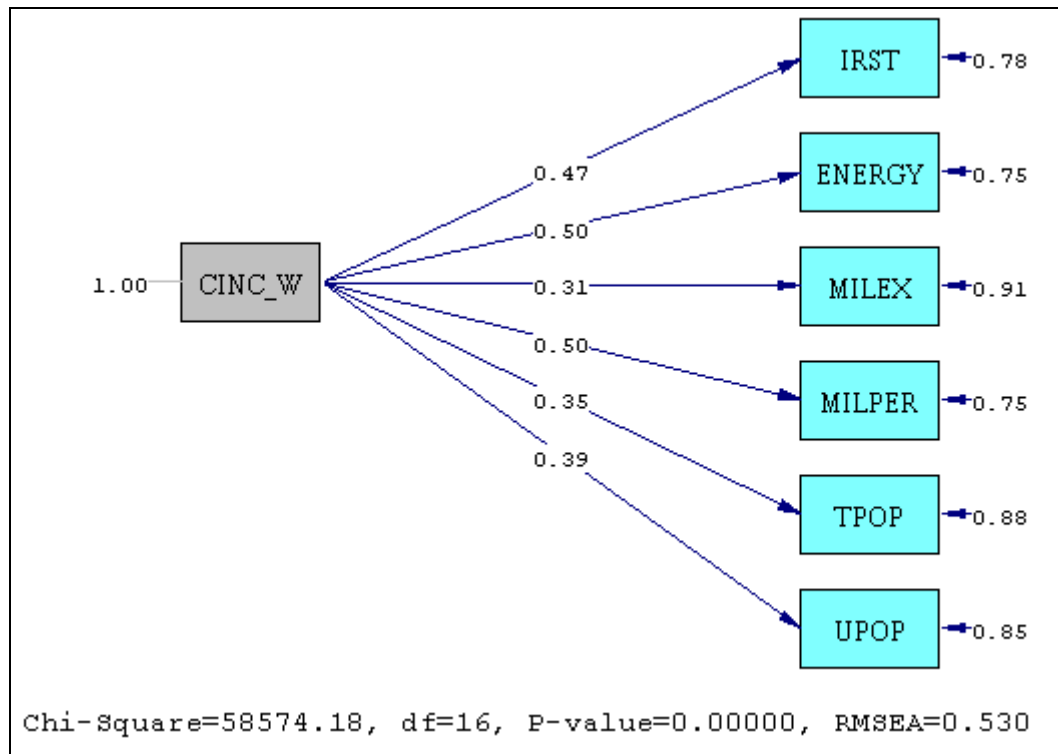 IRST
0.78
0.47
ENERGY
0.75
0.50
1.00
CINC_W
0.31
MILEX
0.91
0.50
MILPER
0.75
0.35
TPOP
0.88
0.39
UPOP
0.85
Chi-Square=58574.18, df=16, P-value=0.00000, RMSEA=0.530